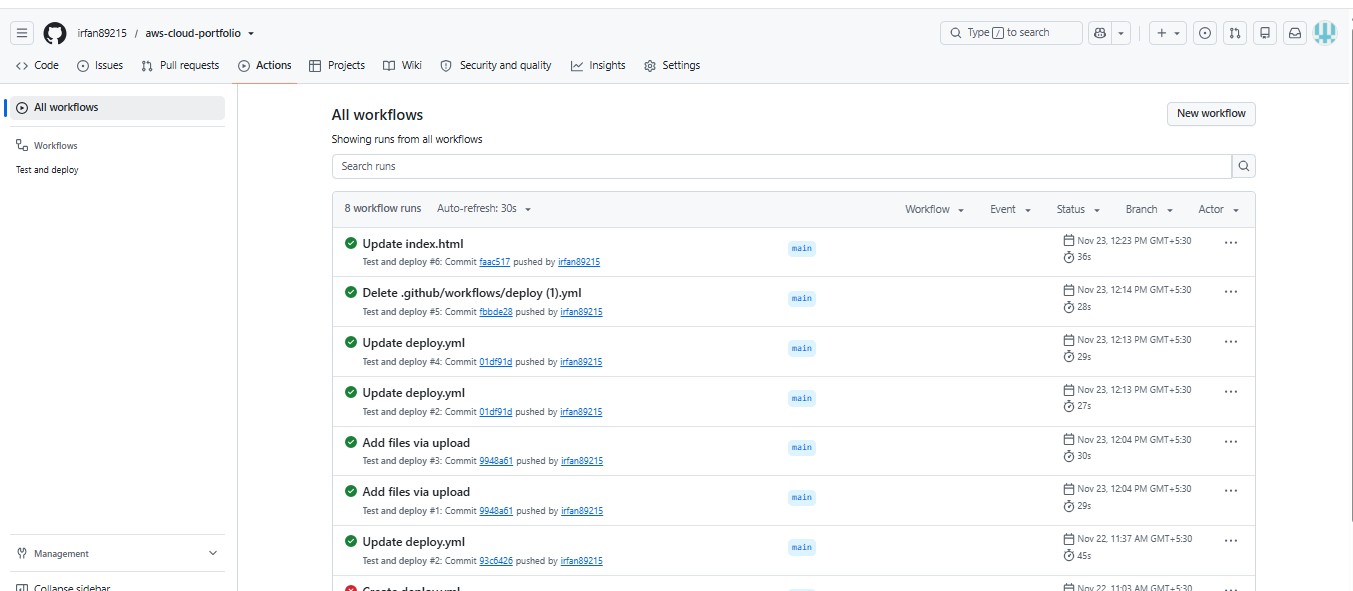 irfan89215 / aws-cloud-portfolio
Type / to search
Code Issues Pull requests Actions Projects Wiki Security and quality Insights Settings
All workflows
Workflows
Test and deploy
Management
Collapse sidebar
All workflows
New workflow
Showing runs from all workflows
Search runs
8 workflow runs Auto-refresh: 30s Workflow Event Status Branch Actor
Update index.html
main
Nov 23, 12:23 PM GMT+5:30
Test and deploy #6: Commit faac517 pushed by irfan89215
36s
Delete .github/workflows/deploy (1).yml
main
Nov 23, 12:14 PM GMT+5:30
Test and deploy #5: Commit fbbde28 pushed by irfan89215
28s
Update deploy.yml
main
Nov 23, 12:13 PM GMT+5:30
Test and deploy #4: Commit 01df91d pushed by irfan89215
29s
Update deploy.yml
main
Nov 23, 12:13 PM GMT+5:30
Test and deploy #2: Commit 01df91d pushed by irfan89215
27s
Add files via upload
main
Nov 23, 12:04 PM GMT+5:30
Test and deploy #3: Commit 9948a61 pushed by irfan89215
30s
Add files via upload
main
Nov 23, 12:04 PM GMT+5:30
Test and deploy #1: Commit 9948a61 pushed by irfan89215
29s
Update deploy.yml
main
Nov 22, 11:37 AM GMT+5:30
Test and deploy #2: Commit 93c6426 pushed by irfan89215
45s
Create deploy.yml
Nov 22, 11:03 AM GMT+5:30